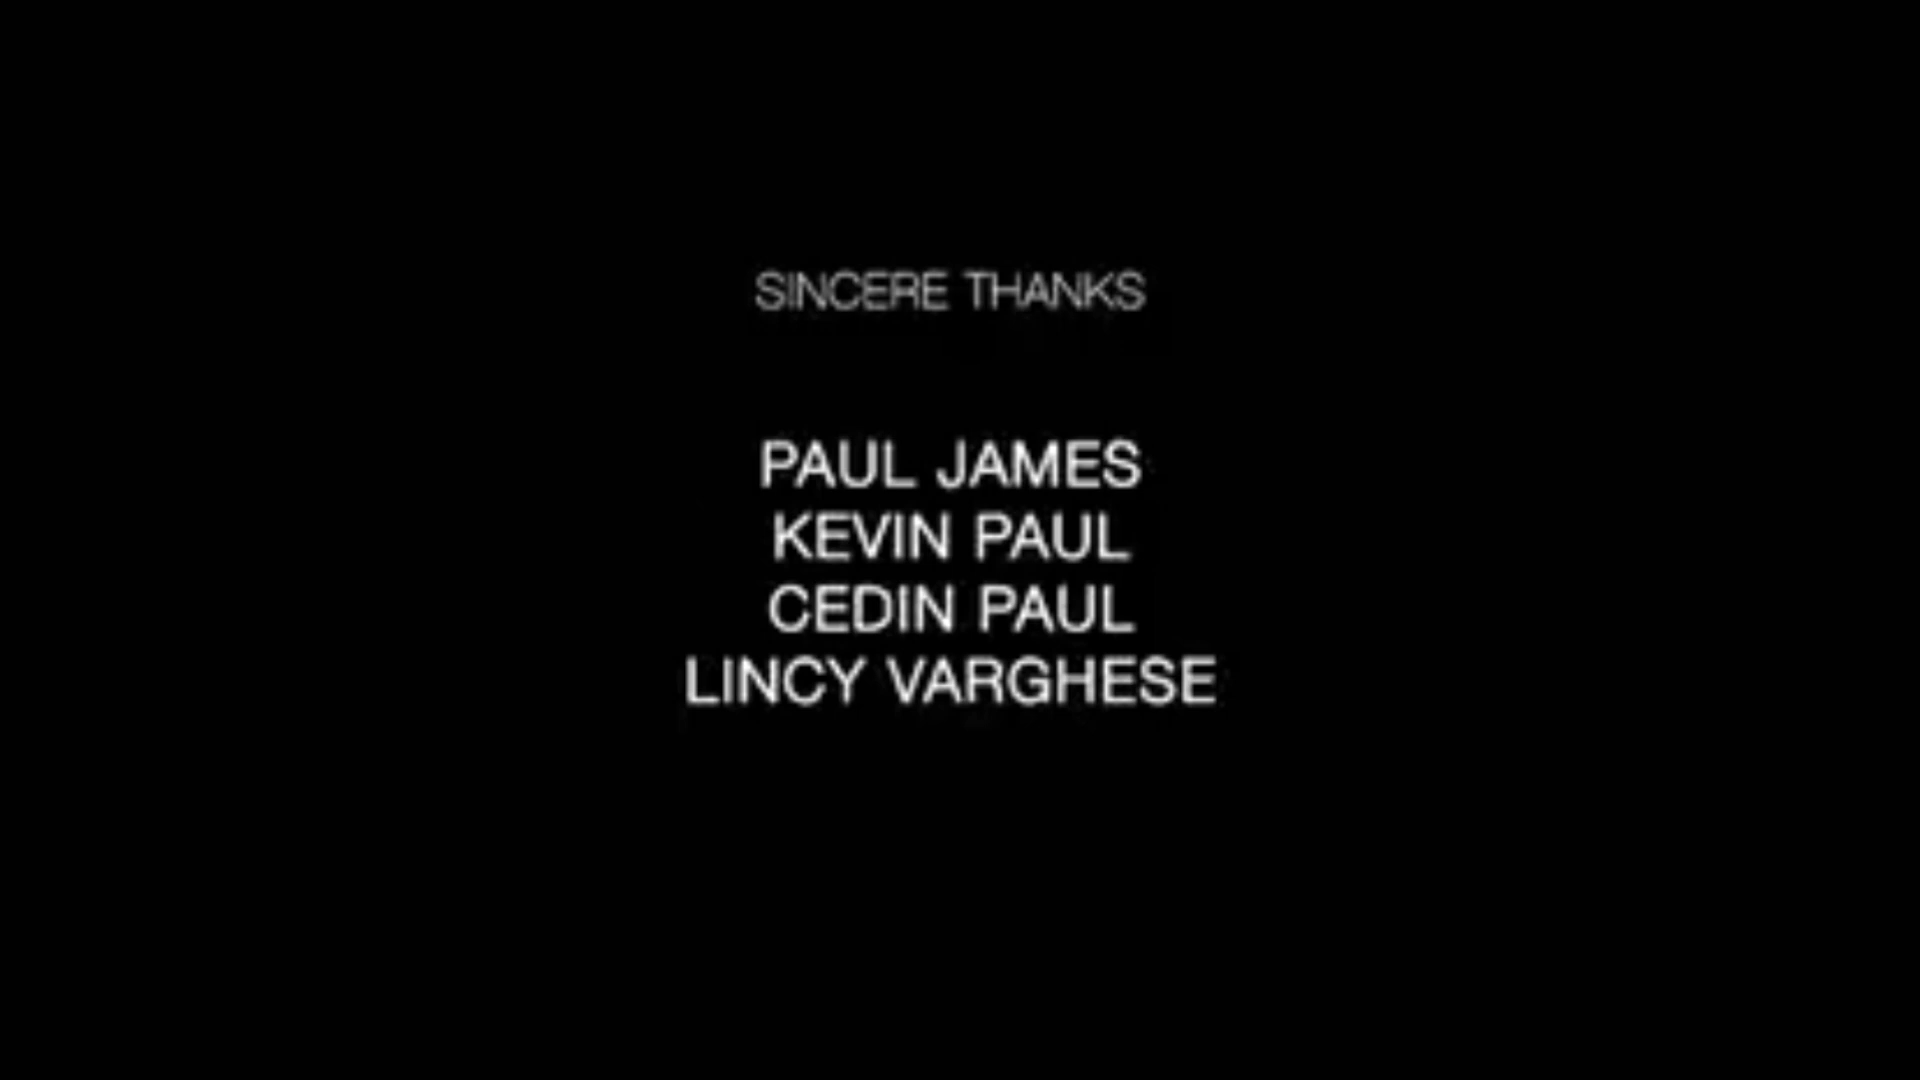 SINCERE THANKS
PAUL JAMES
KEVIN PAUL
CEDIN PAUL
LINCY VARGHESE